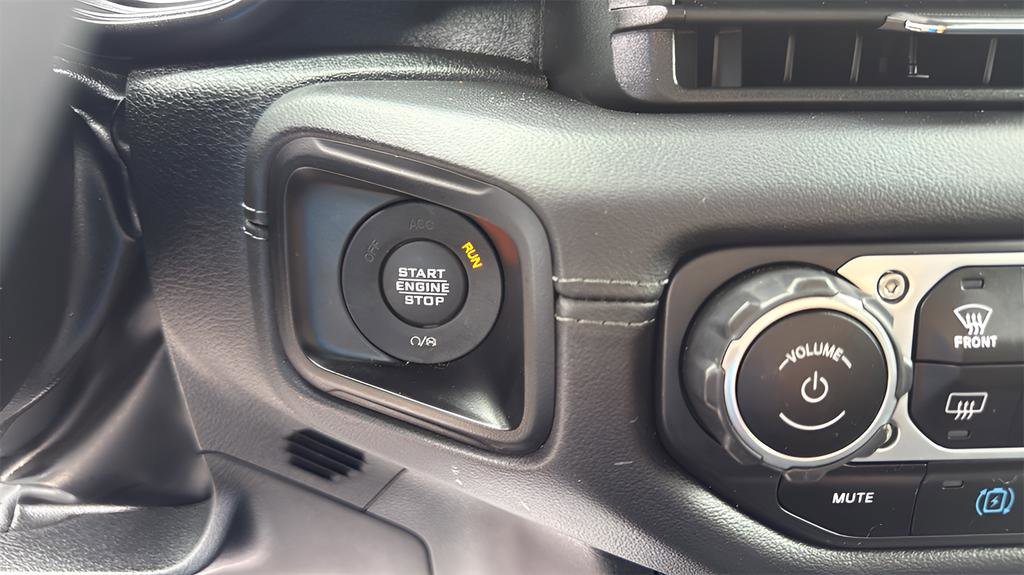 OFF
ACC
RUN
START
ENGINE
STOP
VOLUME
FRONT
MUTE